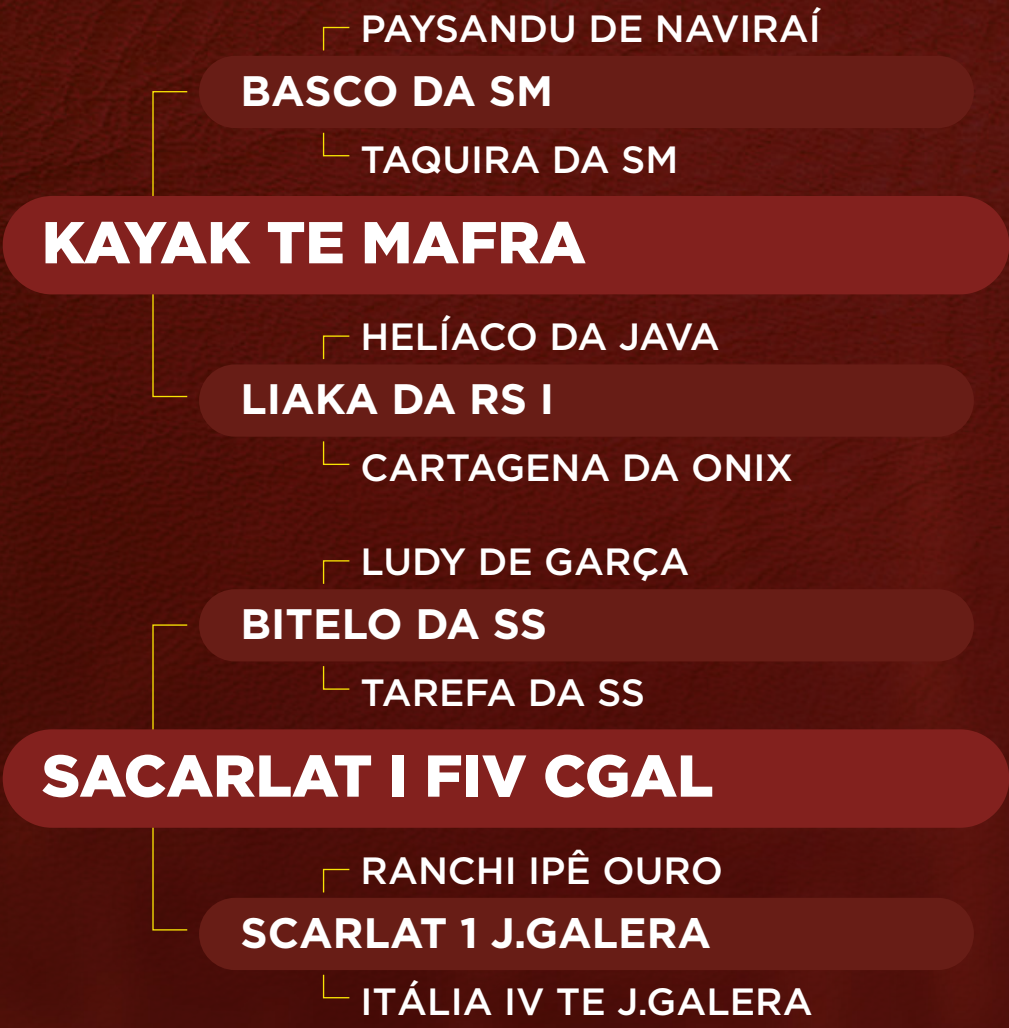 PAYSANDU DE NAVIRAÍ
BASCO DA SM
TAQUIRA DA SM
KAYAK TE MAFRA
HELÍACO DA JAVA
LIAKA DA RS I
CARTAGENA DA ONIX
LUDY DE GARÇA
BITELO DA SS
TAREFA DA SS
SACARLAT I FIV CGAL
RANCHI IPÊ OURO
SCARLAT 1 J.GALERA
ITÁLIA IV TE J.GALERA